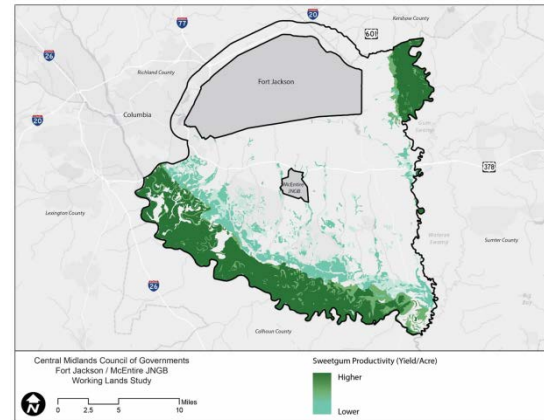 20
Kershaw County
77
601
26
Richland County
Fort Jackson
Columbia
20
378
McEntire
JNGB
Lexington County
Sumter County
26
Calhoun County
Central Midlands Council of Governments
Fort Jackson / McEntire JNGB
Working Lands Study
N
Miles
0 2.5 5 10
Sweetgum Productivity (Yield/Acre)
Higher
Lower